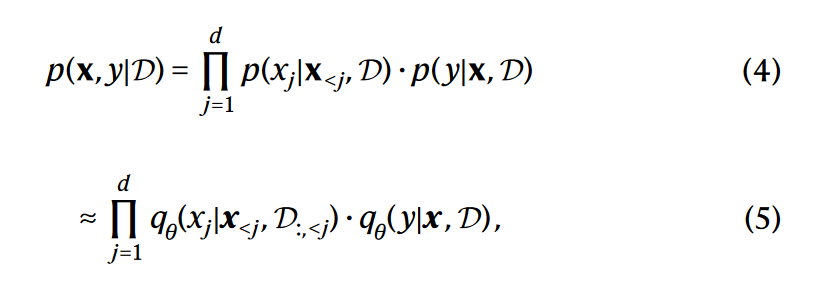 p(𝐱, y|𝒟) = ∏_{j=1}^{d} p(x_j|𝐱_{<j}, 𝒟) · p(y|𝐱, 𝒟) (4)
≈ ∏_{j=1}^{d} q_θ(x_j|𝒙_{<j}, 𝒟_{:,<j}) · q_θ(y|𝒙, 𝒟), (5)